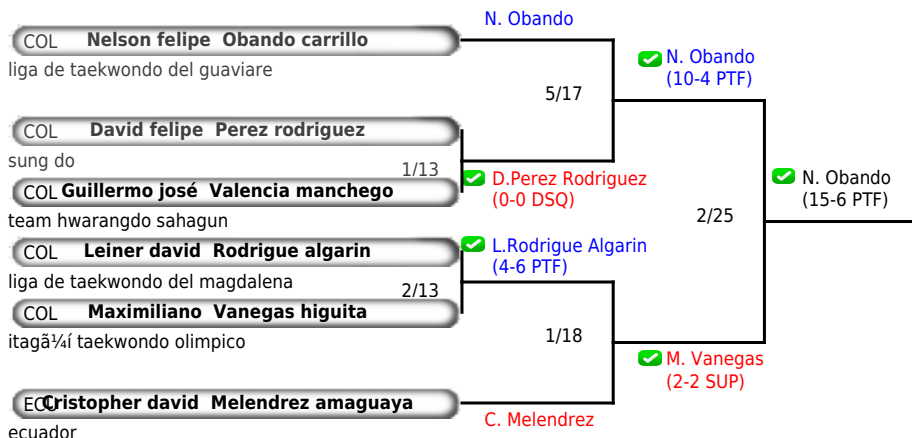 N. Obando
COL Nelson felipe Obando carrillo
liga de taekwondo del guaviare
N. Obando
(10-4 PTF)
5/17
COL David felipe Perez rodriguez
sung do
1/13
D.Perez Rodriguez
(0-0 DSQ)
COL Guillermo josé Valencia manchego
team hwarangdo sahagun
N. Obando
(15-6 PTF)
2/25
COL Leiner david Rodrigue algarin
liga de taekwondo del magdalena
L.Rodrigue Algarin
(4-6 PTF)
2/13
COL Maximiliano Vanegas higuita
itagã¼í taekwondo olimpico
1/18
M. Vanegas
(2-2 SUP)
ECU Cristopher david Melendrez amaguaya
ecuador
C. Melendrez